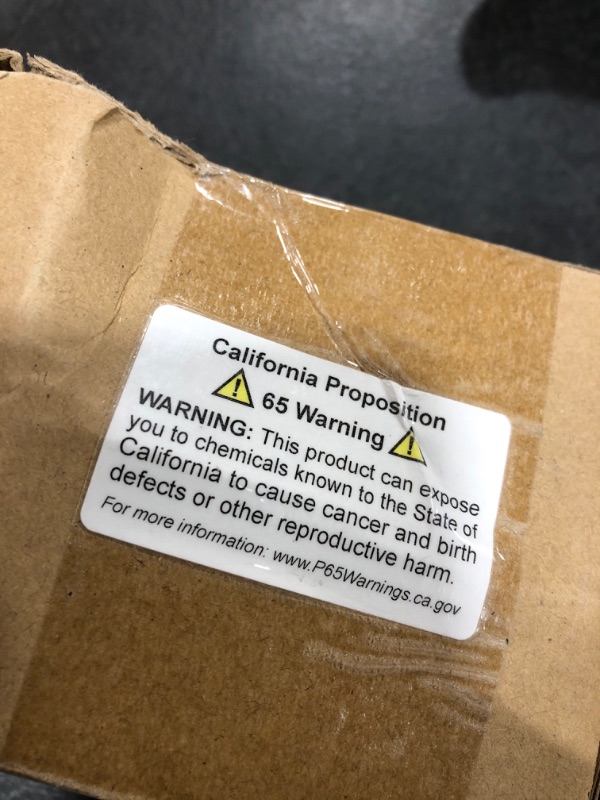 California Proposition
65 Warning
WARNING: This product can expose
you to chemicals known to the State of
California to cause cancer and birth
defects or other reproductive harm.
For more information: www.P65Warnings.ca.gov